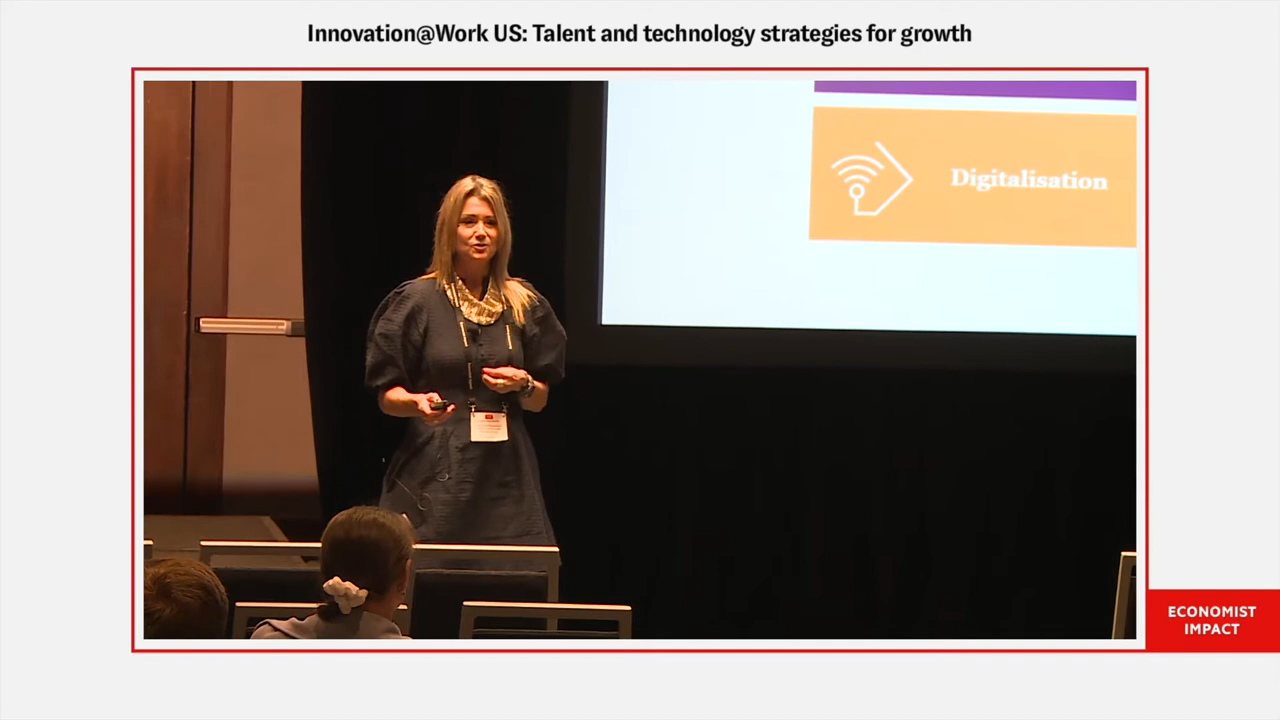 Innovation@Work US: Talent and technology strategies for growth
Digitalisation
ECONOMIST
IMPACT